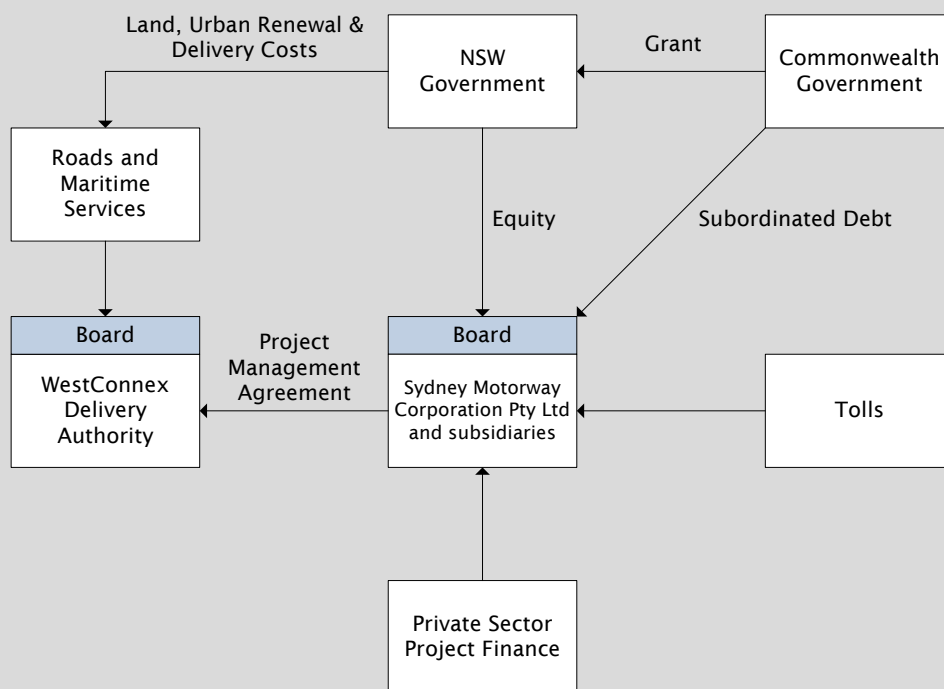 Land, Urban Renewal &
Delivery Costs
NSW
Government
Grant
Commonwealth
Government
Roads and
Maritime
Services
Equity
Subordinated Debt
Board
WestConnex
Delivery
Authority
Project
Management
Agreement
Board
Sydney Motorway
Corporation Pty Ltd
and subsidiaries
Tolls
Private Sector
Project Finance